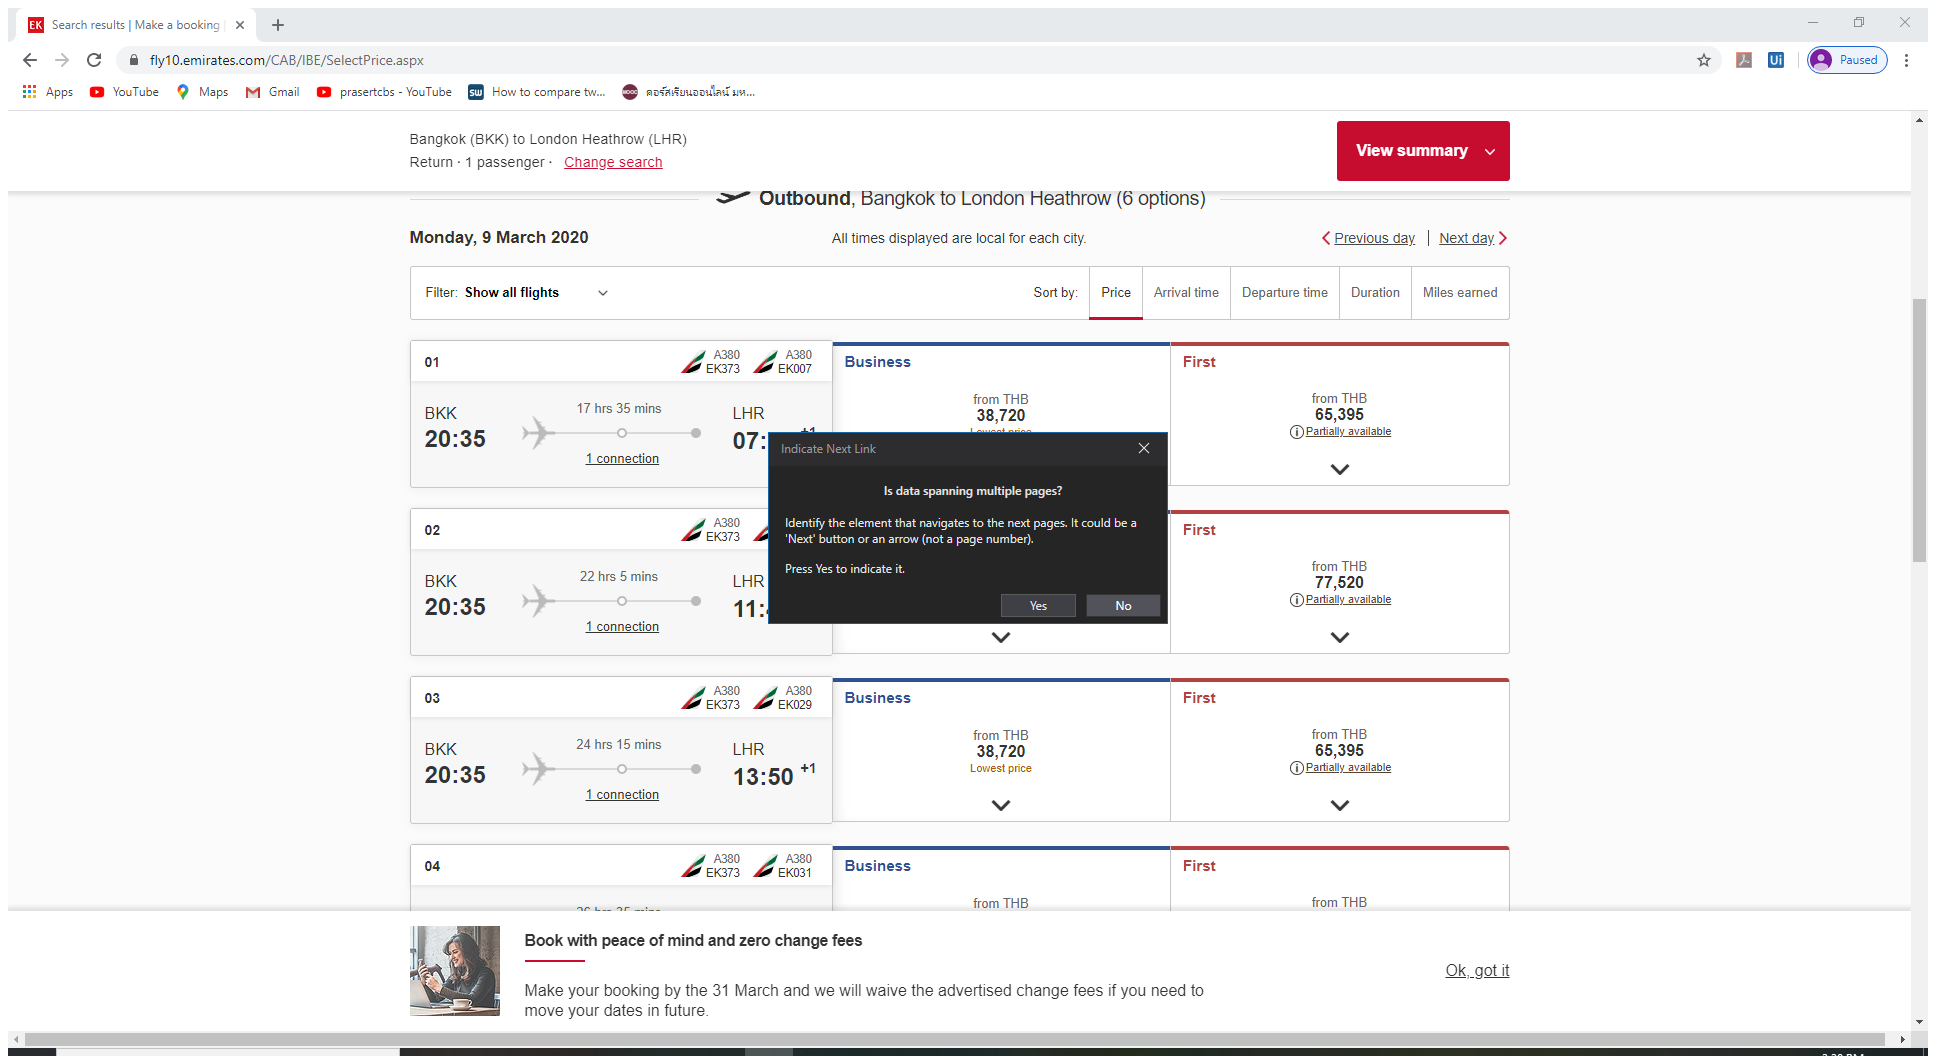 EK Search results | Make a booking
fly10.emirates.com/CAB/IBE/SelectPrice.aspx
Ui
Paused
Apps
YouTube
Maps
Gmail
prasertcbs - YouTube
SW How to compare tw...
MOOC คอร์สเรียนออนไลน์ มห...
Bangkok (BKK) to London Heathrow (LHR)
Return · 1 passenger · Change search
View summary
Outbound, Bangkok to London Heathrow (6 options)
Monday, 9 March 2020
All times displayed are local for each city.
Previous day | Next day
Filter: Show all flights
Sort by: Price Arrival time Departure time Duration Miles earned
01
A380 EK373
A380 EK007
BKK
20:35
17 hrs 35 mins
1 connection
LHR
07:
+1
Business
from THB
38,720
Lowest price
First
from THB
65,395
Partially available
Indicate Next Link
Is data spanning multiple pages?
Identify the element that navigates to the next pages. It could be a
'Next' button or an arrow (not a page number).
Press Yes to indicate it.
Yes
No
02
A380 EK373
BKK
20:35
22 hrs 5 mins
1 connection
LHR
11:
First
from THB
77,520
Partially available
03
A380 EK373
A380 EK029
BKK
20:35
24 hrs 15 mins
1 connection
LHR
13:50 +1
Business
from THB
38,720
Lowest price
First
from THB
65,395
Partially available
04
A380 EK373
A380 EK031
26 hrs 35 mins
Business
from THB
First
from THB
Book with peace of mind and zero change fees
Make your booking by the 31 March and we will waive the advertised change fees if you need to
move your dates in future.
Ok, got it